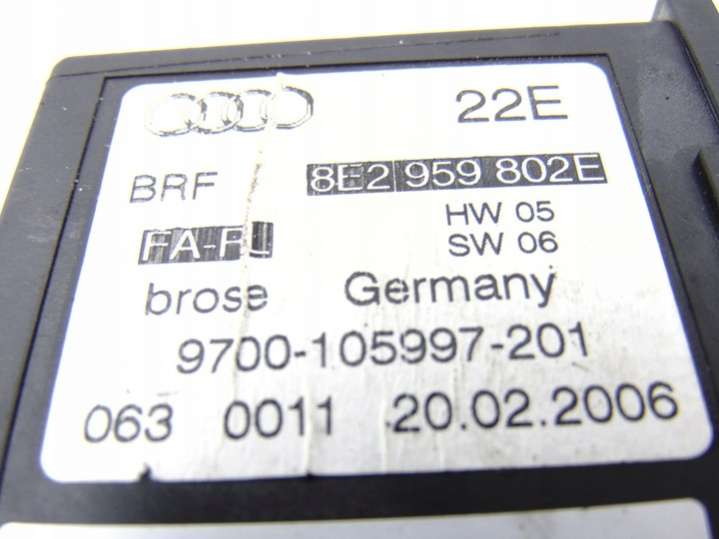 22E
BRF 8E2 959 802E
HW 05
FA-FL SW 06
brose Germany
9700-105997-201
063 0011 20.02.2006